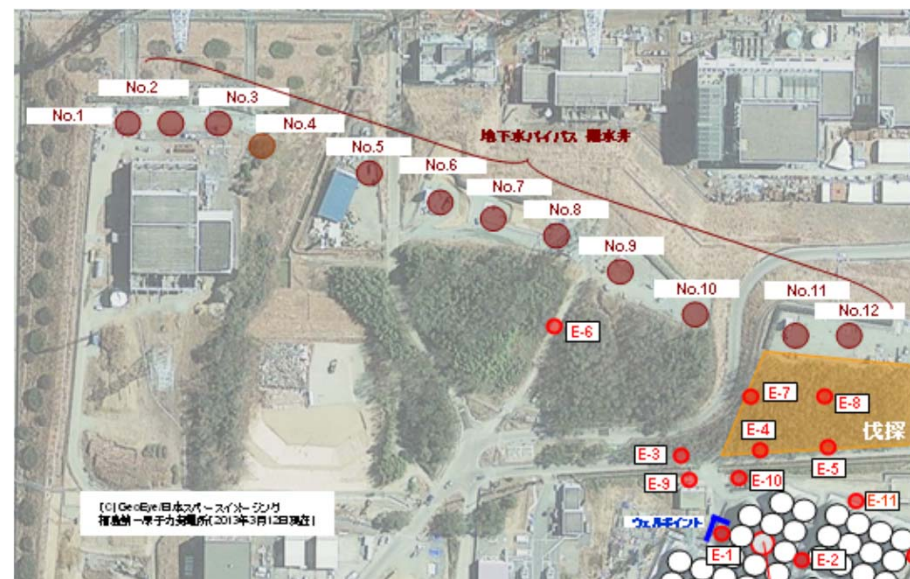 No.1
No.2
No.3
No.4
No.5
No.6
No.7
No.8
No.9
No.10
No.11
No.12
地下水バイパス 揚水井
E-6
E-7
E-8
E-4
E-5
伐採
E-3
E-9
E-10
E-11
ウェルポイント
E-1
E-2
(C)GeoEye/日本スペースイメージング
福島第一原子力発電所(2013年3月12日現在)